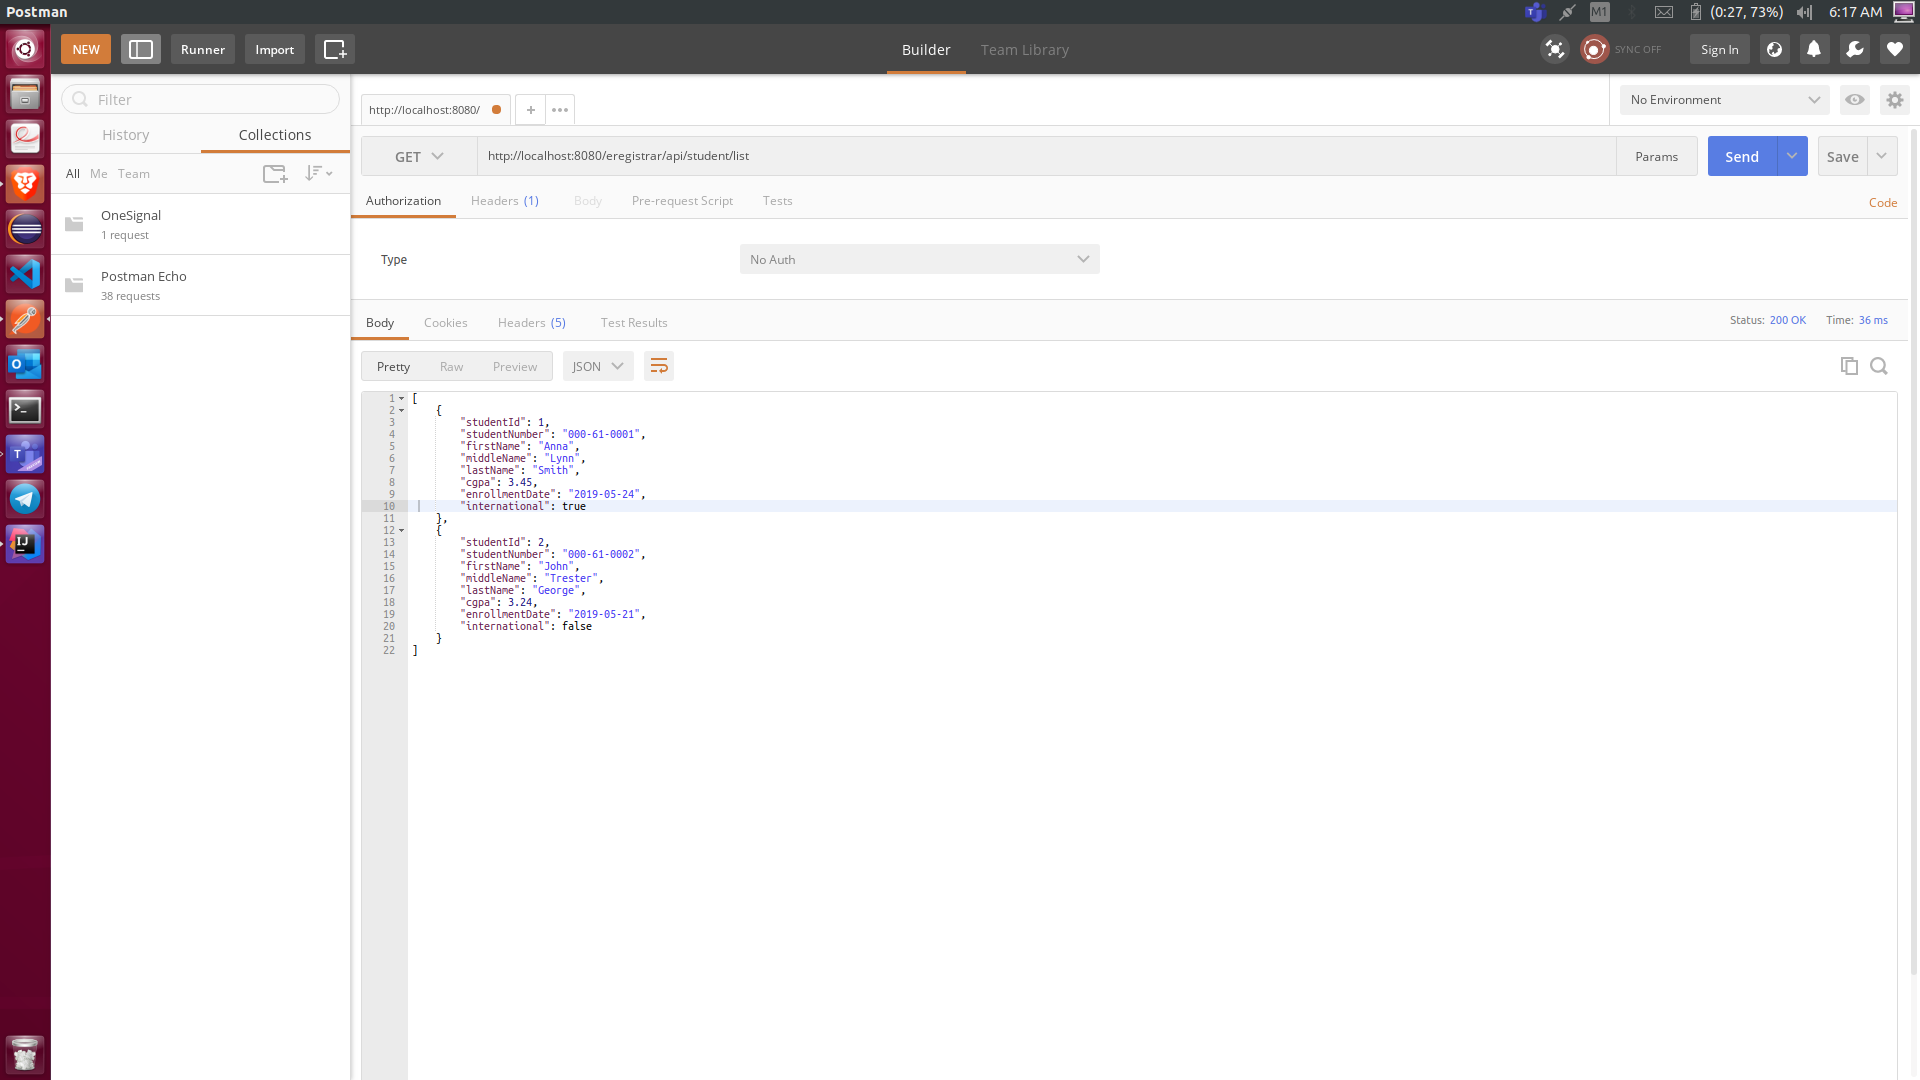 Postman
M1
(0:27, 73%)
6:17 AM
NEW
Runner
Import
Builder
Team Library
SYNC OFF
Sign In
Filter
History
Collections
All
Me
Team
OneSignal
1 request
Postman Echo
38 requests
http://localhost:8080/
+
•••
No Environment
GET
http://localhost:8080/eregistrar/api/student/list
Params
Send
Save
Authorization
Headers (1)
Body
Pre-request Script
Tests
Code
Type
No Auth
Body
Cookies
Headers (5)
Test Results
Status: 200 OK
Time: 36 ms
Pretty
Raw
Preview
JSON
1 [
2 {
3 "studentId": 1,
4 "studentNumber": "000-61-0001",
5 "firstName": "Anna",
6 "middleName": "Lynn",
7 "lastName": "Smith",
8 "cgpa": 3.45,
9 "enrollmentDate": "2019-05-24",
10 "international": true
11 },
12 {
13 "studentId": 2,
14 "studentNumber": "000-61-0002",
15 "firstName": "John",
16 "middleName": "Trester",
17 "lastName": "George",
18 "cgpa": 3.24,
19 "enrollmentDate": "2019-05-21",
20 "international": false
21 }
22 ]